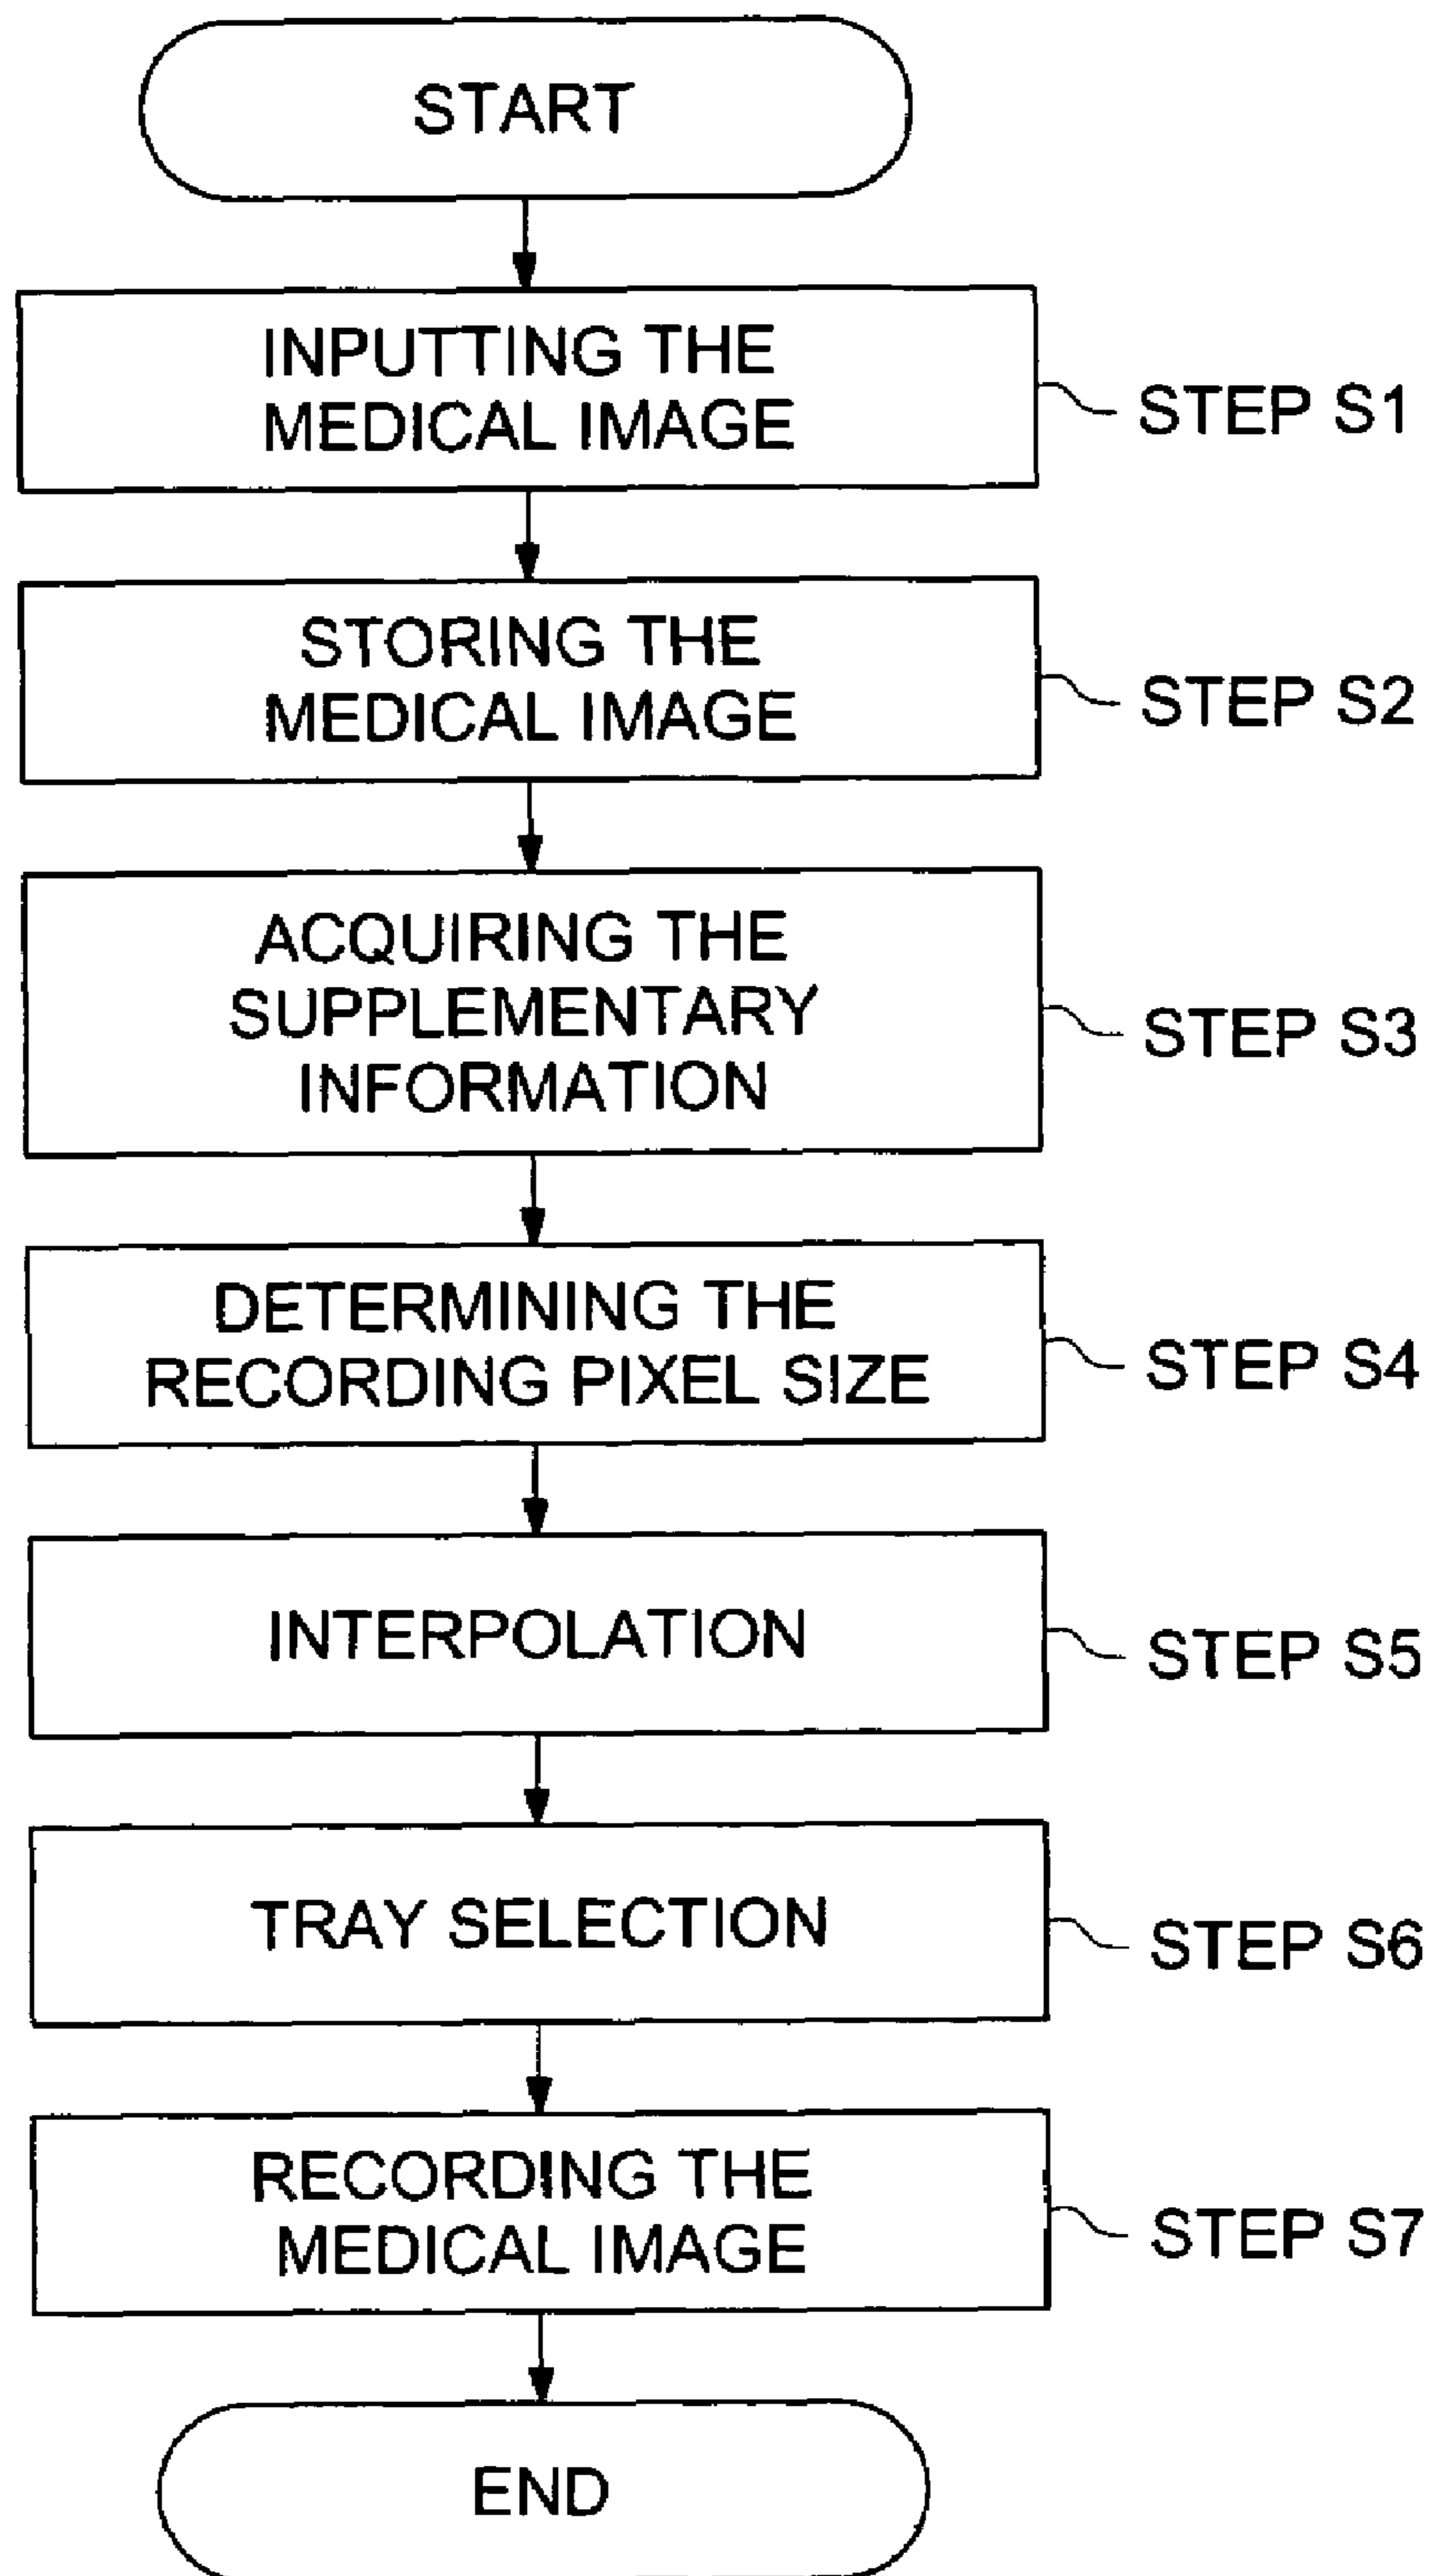 START
INPUTTING THE
MEDICAL IMAGE
STEP S1
STORING THE
MEDICAL IMAGE
STEP S2
ACQUIRING THE
SUPPLEMENTARY
INFORMATION
STEP S3
DETERMINING THE
RECORDING PIXEL SIZE
STEP S4
INTERPOLATION
STEP S5
TRAY SELECTION
STEP S6
RECORDING THE
MEDICAL IMAGE
STEP S7
END